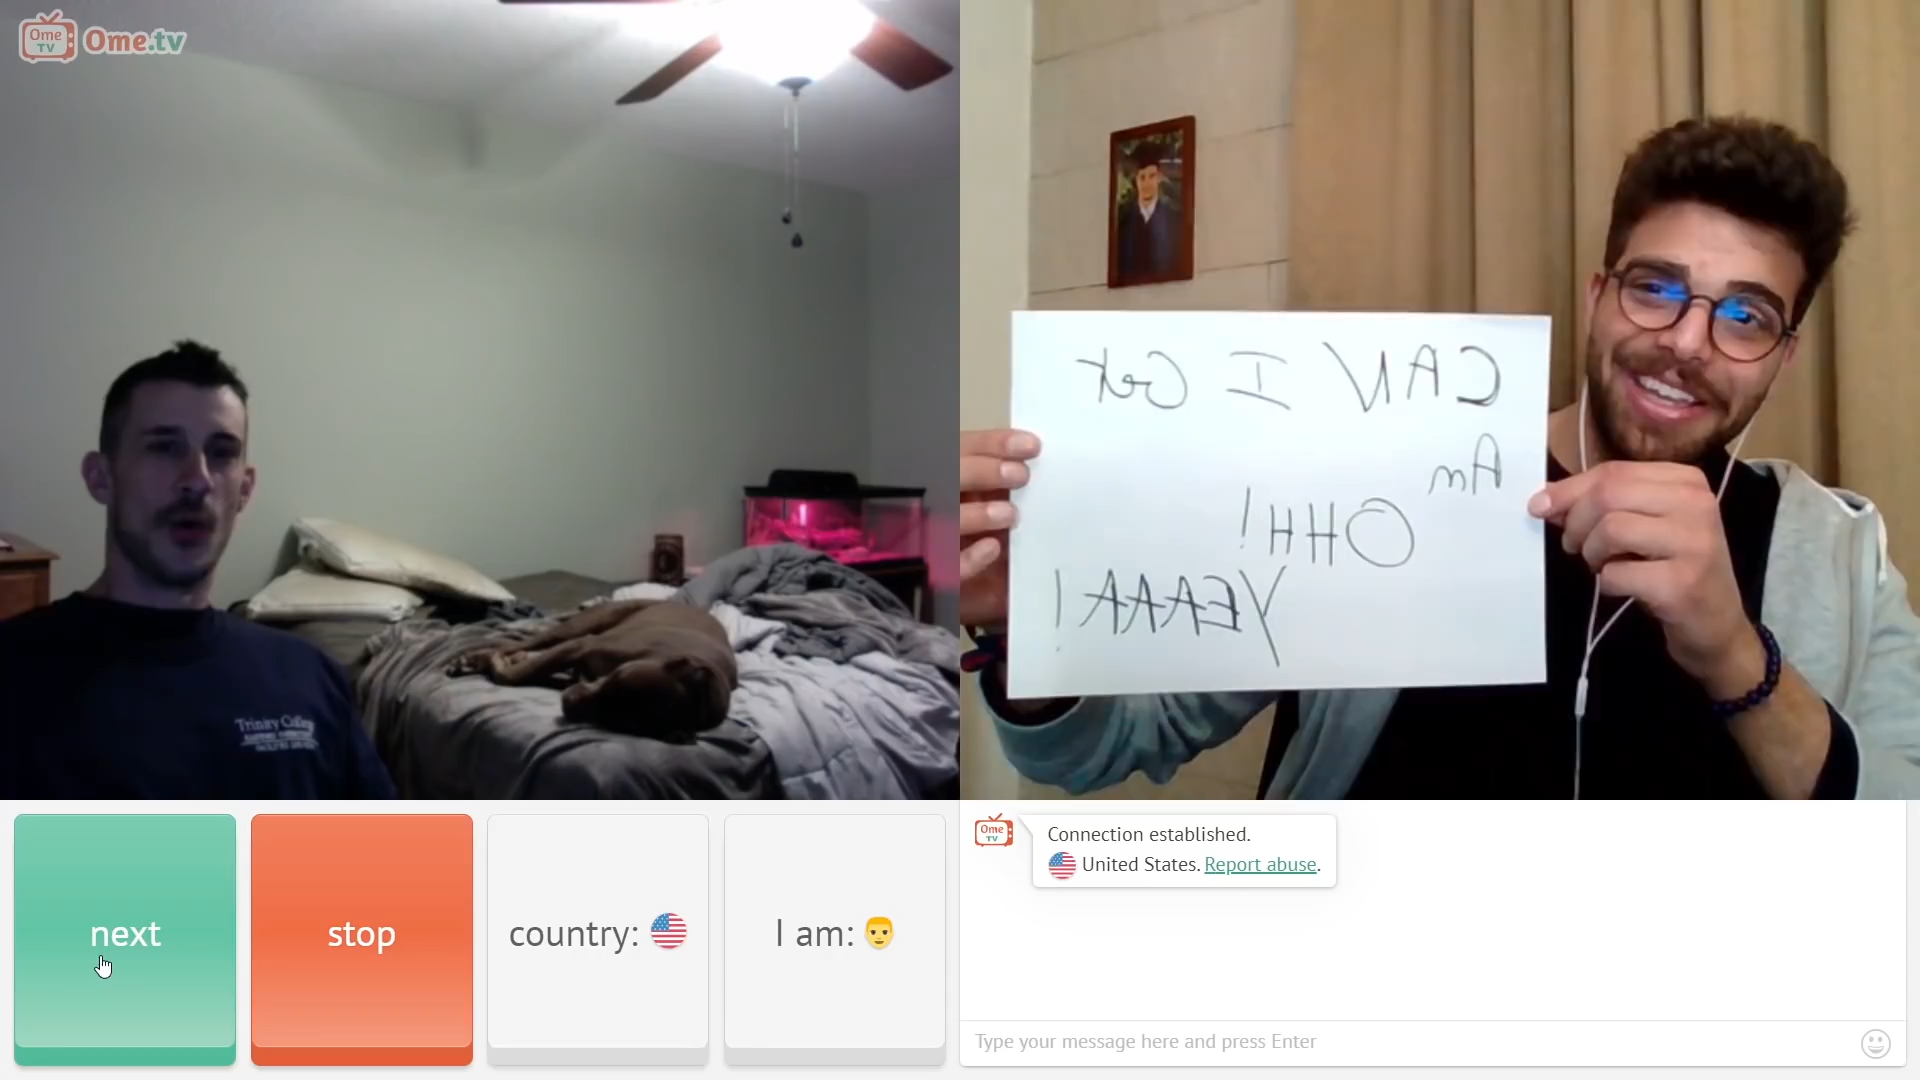 Ome TV Ome.tv
CAN I Get
An
OHH!
YEAAA!
Trinity College
next
stop
country:
I am:
Ome TV
Connection established.
United States. Report abuse.
Type your message here and press Enter